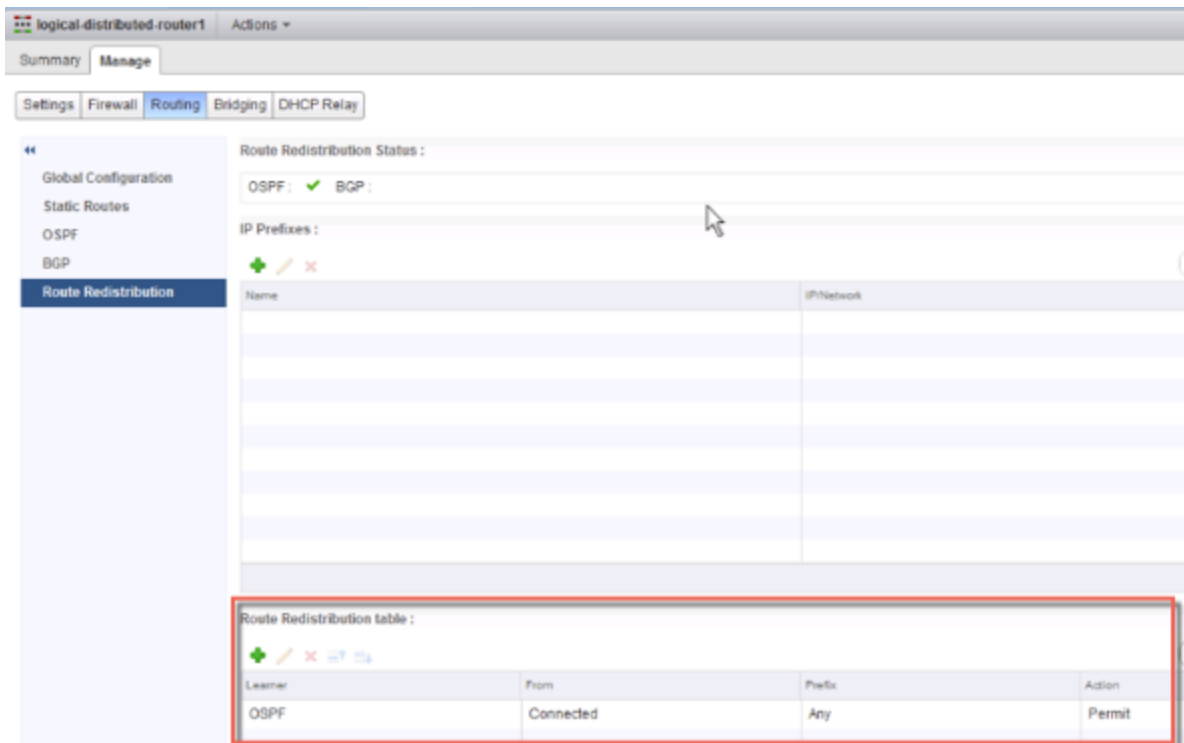 logical-distributed-router1 Actions
Summary Manage
Settings Firewall Routing Bridging DHCP Relay
Global Configuration
Static Routes
OSPF
BGP
Route Redistribution
Route Redistribution Status :
OSPF : BGP :
IP Prefixes :
Name IP/Network
Route Redistribution table :
Learner From Prefix Action
OSPF Connected Any Permit